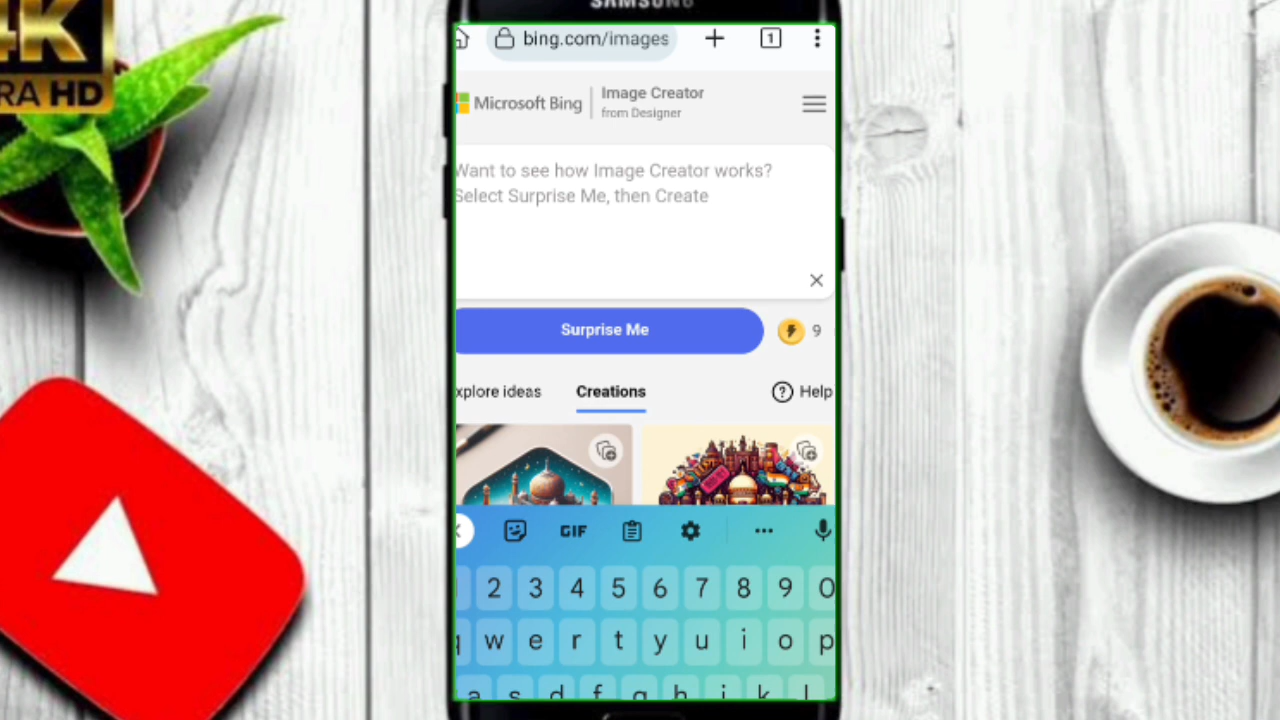 4K
RA HD
SAMSUNG
bing.com/images
1
Microsoft Bing
Image Creator
from Designer
Want to see how Image Creator works?
Select Surprise Me, then Create
Surprise Me
9
xplore ideas
Creations
Help
GIF
2 3 4 5 6 7 8 9 0
q w e r t y u i o p
a s d f g h j k l